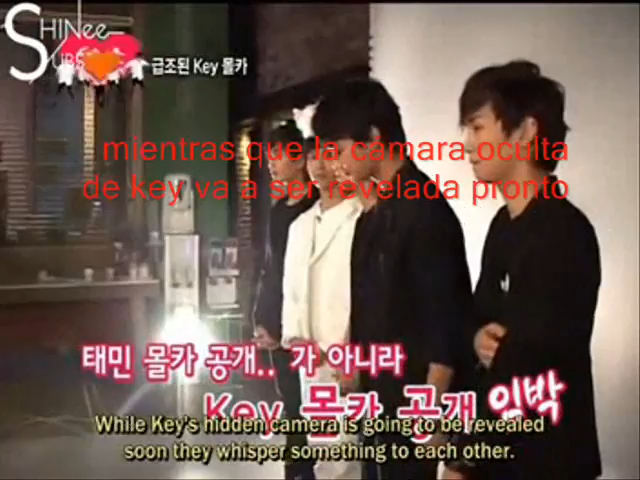 SHINee
SUBS
급조된 Key 몰카
mientras que la camara oculta
de key va a ser revelada pronto
태민 몰카 공개.. 가 아니라
Key 몰카 공개 임박
While Key's hidden camera is going to be revealed
soon they whisper something to each other.